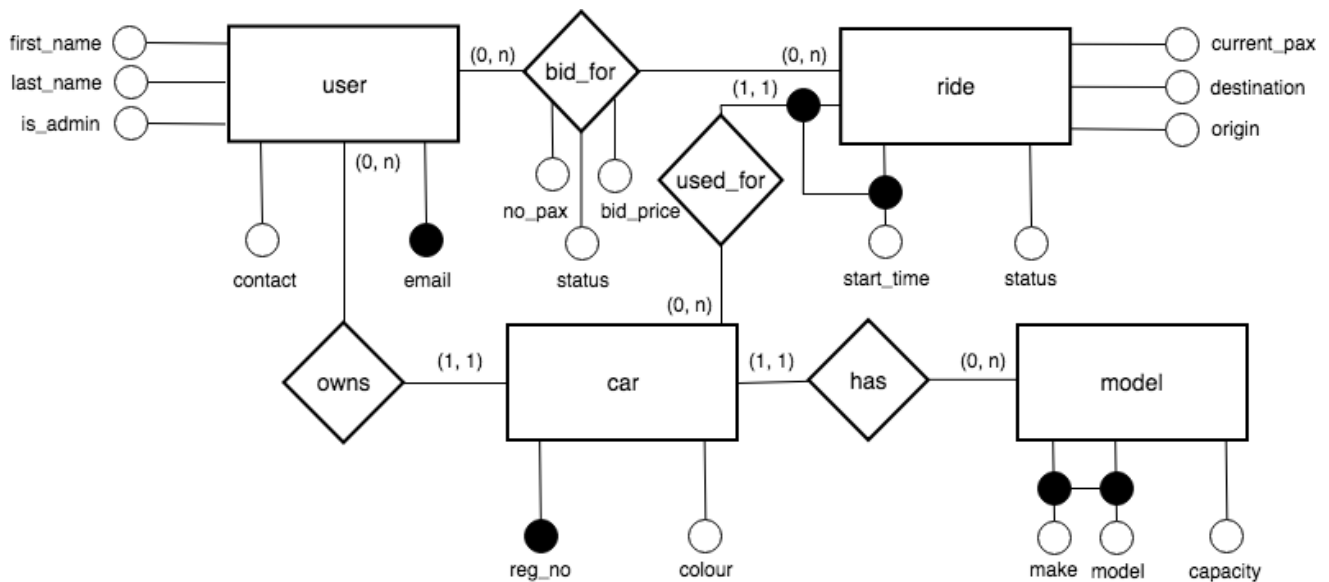 first_name
last_name
is_admin
user
(0, n)
bid_for
(0, n)
ride
current_pax
destination
origin
(0, n)
(1, 1)
used_for
no_pax
bid_price
contact
email
status
start_time
status
(0, n)
owns
(1, 1)
car
(1, 1)
has
(0, n)
model
reg_no
colour
make
model
capacity